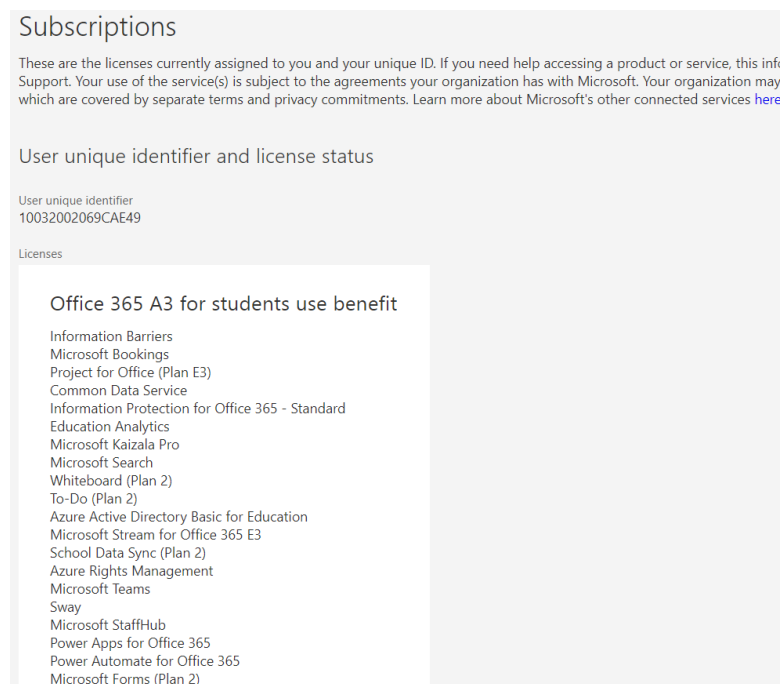 Subscriptions
These are the licenses currently assigned to you and your unique ID. If you need help accessing a product or service, this
Support. Your use of the service(s) is subject to the agreements your organization has with Microsoft. Your organization may
which are covered by separate terms and privacy commitments. Learn more about Microsoft's other connected services here
User unique identifier and license status
User unique identifier
10032002069CAE49
Licenses
Office 365 A3 for students use benefit
Information Barriers
Microsoft Bookings
Project for Office (Plan E3)
Common Data Service
Information Protection for Office 365 - Standard
Education Analytics
Microsoft Kaizala Pro
Microsoft Search
Whiteboard (Plan 2)
To-Do (Plan 2)
Azure Active Directory Basic for Education
Microsoft Stream for Office 365 E3
School Data Sync (Plan 2)
Azure Rights Management
Microsoft Teams
Sway
Microsoft StaffHub
Power Apps for Office 365
Power Automate for Office 365
Microsoft Forms (Plan 2)